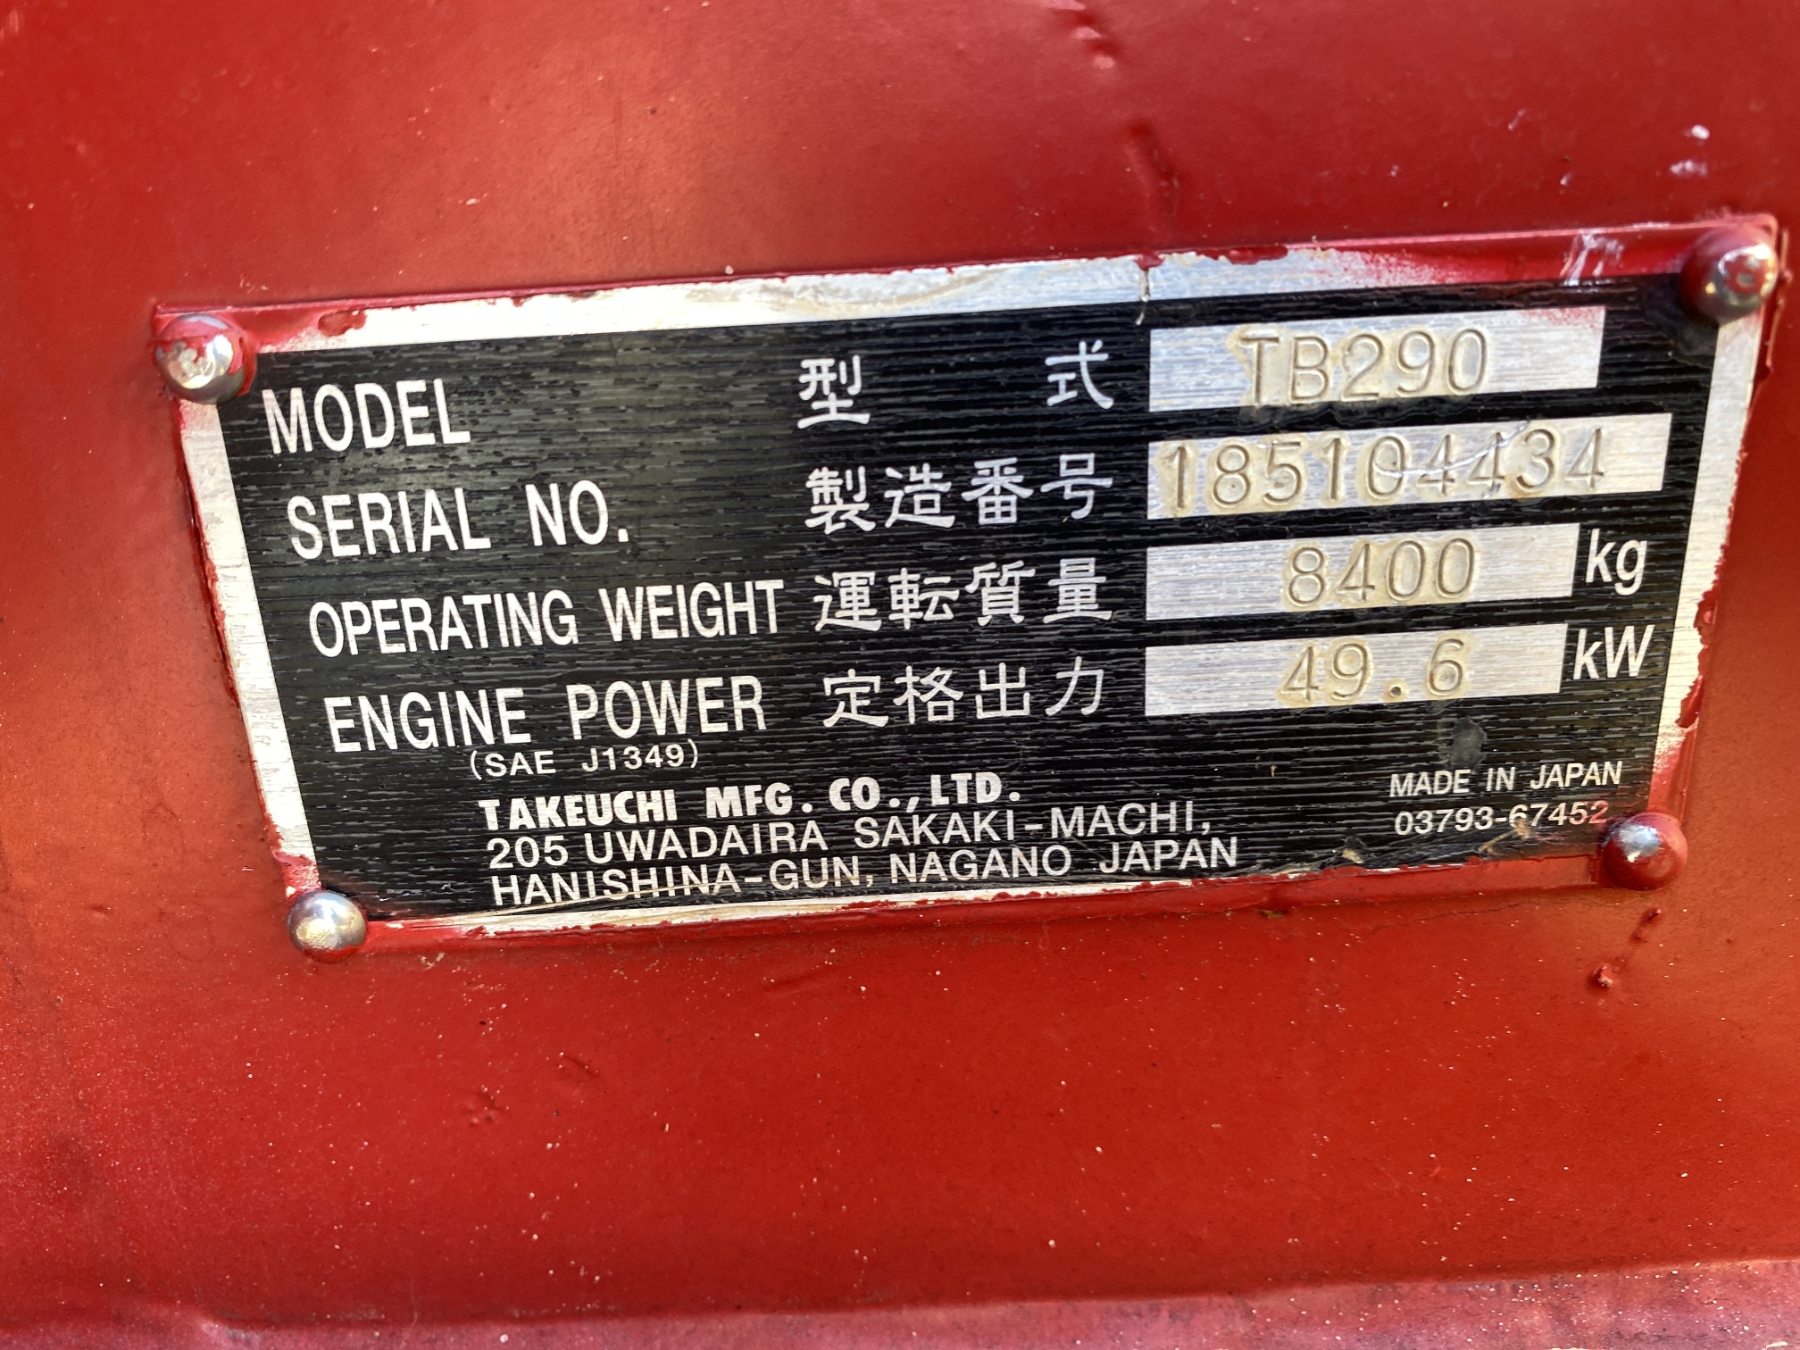 MODEL 型 式 TB290
SERIAL NO. 製造番号 185104434
OPERATING WEIGHT 運転質量 8400 kg
ENGINE POWER 定格出力 49.6 kW
(SAE J1349)
TAKEUCHI MFG. CO., LTD.
205 UWADAIRA SAKAKI-MACHI,
HANISHINA-GUN, NAGANO JAPAN
MADE IN JAPAN
03793-67452